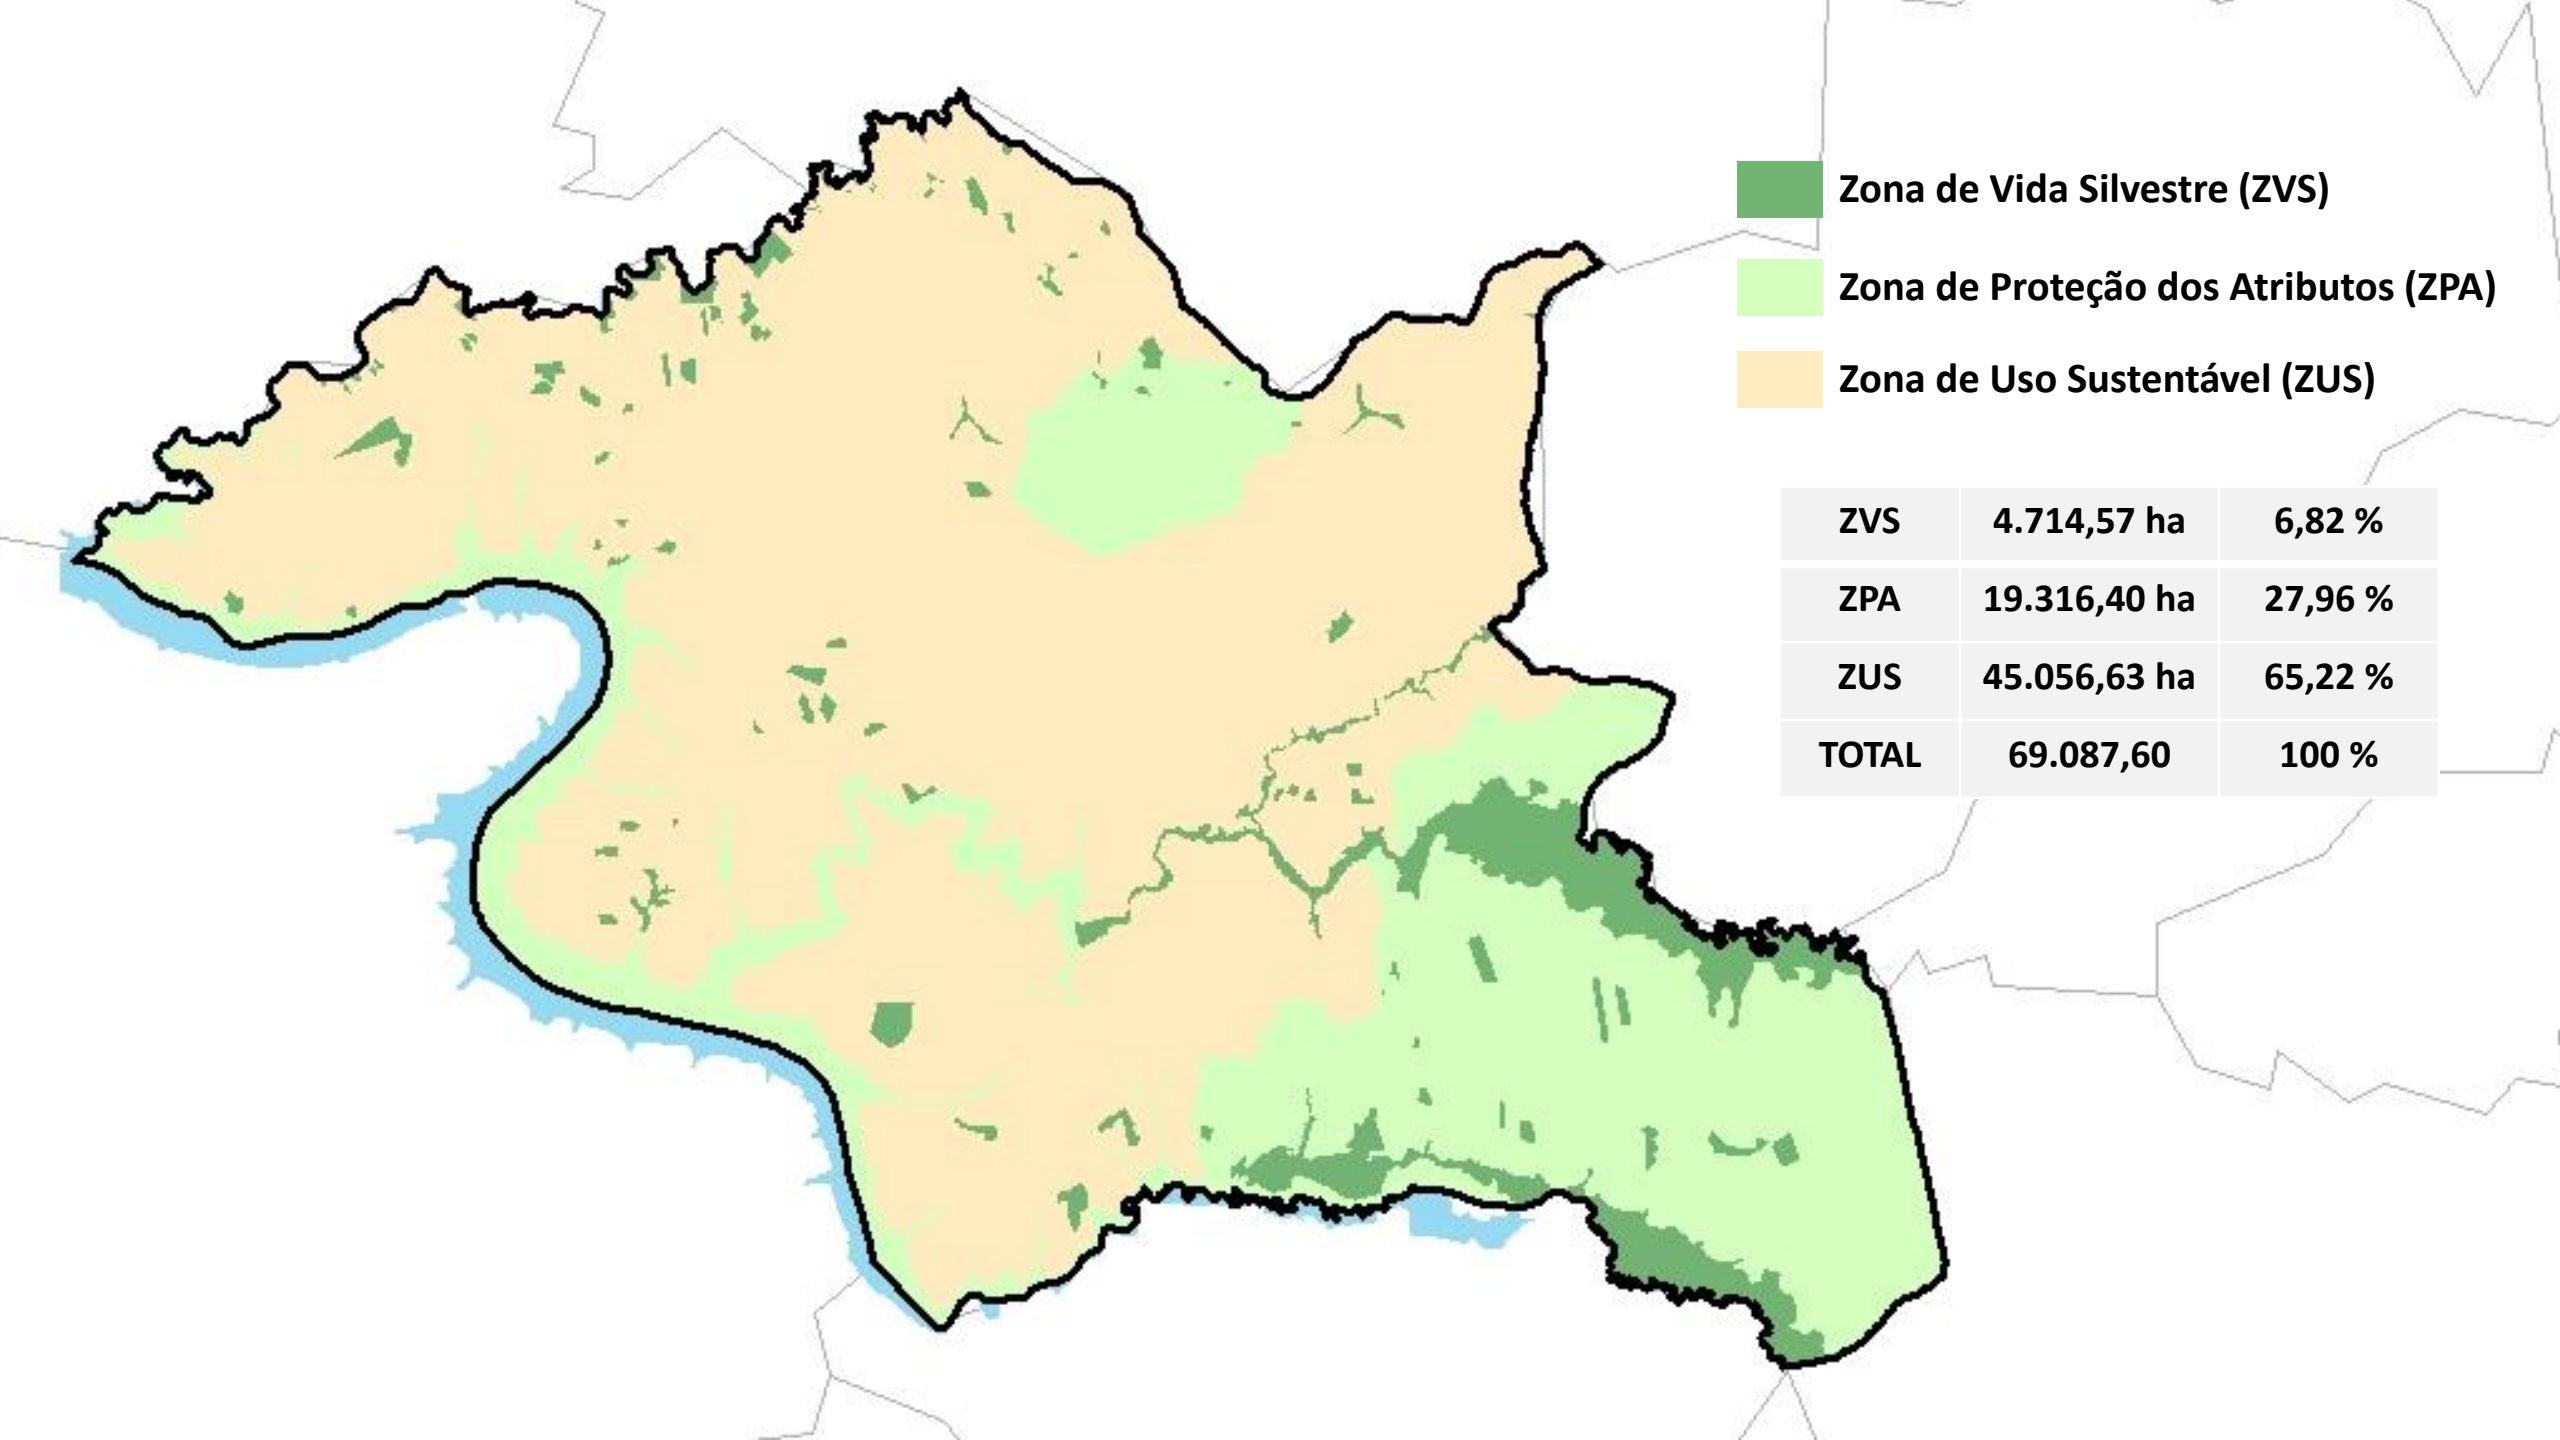 Zona de Vida Silvestre (ZVS)
Zona de Proteção dos Atributos (ZPA)
Zona de Uso Sustentável (ZUS)
ZVS 4.714,57 ha 6,82 %
ZPA 19.316,40 ha 27,96 %
ZUS 45.056,63 ha 65,22 %
TOTAL 69.087,60 100 %